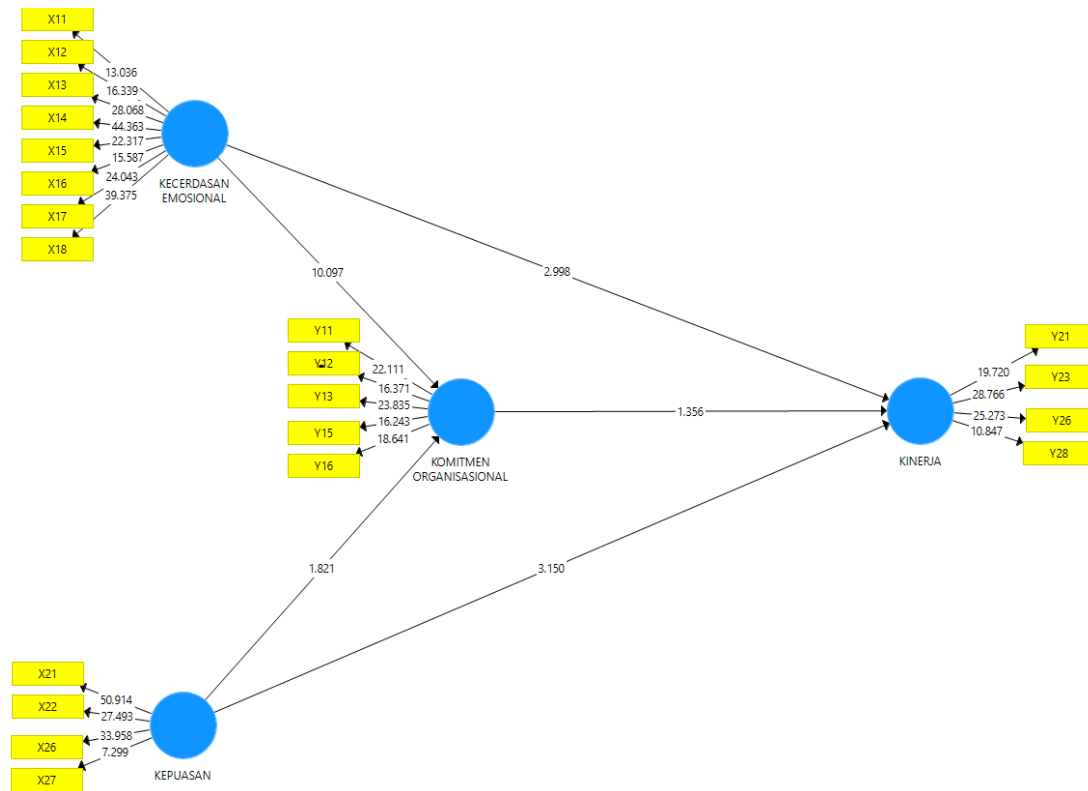 X11
X12
X13
X14
X15
X16
X17
X18
13.036
16.339
28.068
44.363
22.317
15.587
24.043
39.375
KECERDASAN
EMOSIONAL
10.097
2.998
Y11
Y12
Y13
Y15
Y16
22.111
16.371
23.835
16.243
18.641
KOMITMEN
ORGANISASIONAL
1.356
KINERJA
19.720
28.766
25.273
10.847
Y21
Y23
Y26
Y28
1.821
3.150
X21
X22
X26
X27
50.914
27.493
33.958
7.299
KEPUASAN